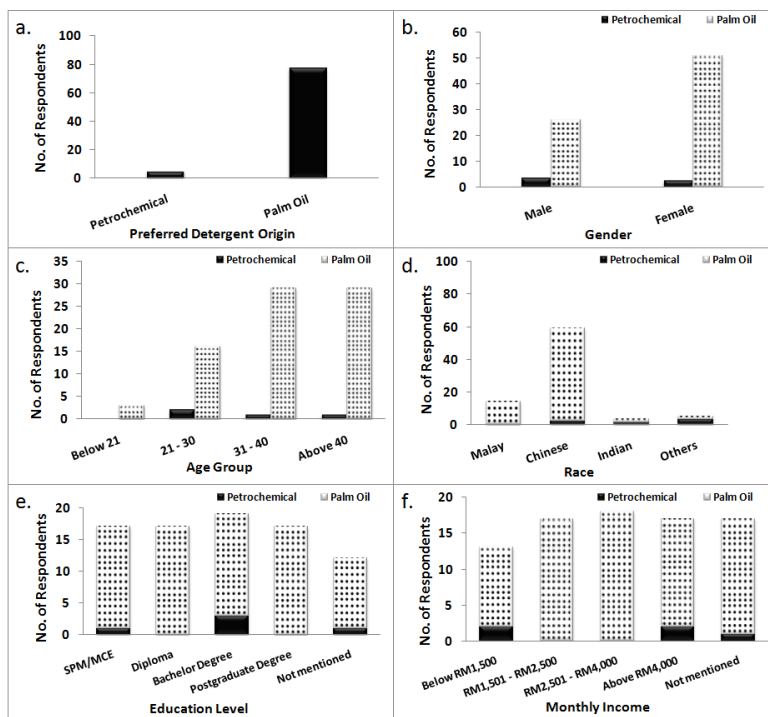 a.
No. of Respondents
100
80
60
40
20
0
Petrochemical
Palm Oil
Preferred Detergent Origin
b.
Petrochemical
Palm Oil
No. of Respondents
60
50
40
30
20
10
0
Male
Female
Gender
c.
Petrochemical
Palm Oil
No. of Respondents
35
30
25
20
15
10
5
0
Below 21
21 - 30
31 - 40
Above 40
Age Group
d.
Petrochemical
Palm Oil
No. of Respondents
100
80
60
40
20
0
Malay
Chinese
Indian
Others
Race
e.
Petrochemical
Palm Oil
No. of Respondents
20
15
10
5
0
SPM/MCE
Diploma
Bachelor Degree
Postgraduate Degree
Not mentioned
Education Level
f.
Petrochemical
Palm Oil
No. of Respondents
20
15
10
5
0
Below RM1,500
RM1,501 - RM2,500
RM2,501 - RM4,000
Above RM4,000
Not mentioned
Monthly Income